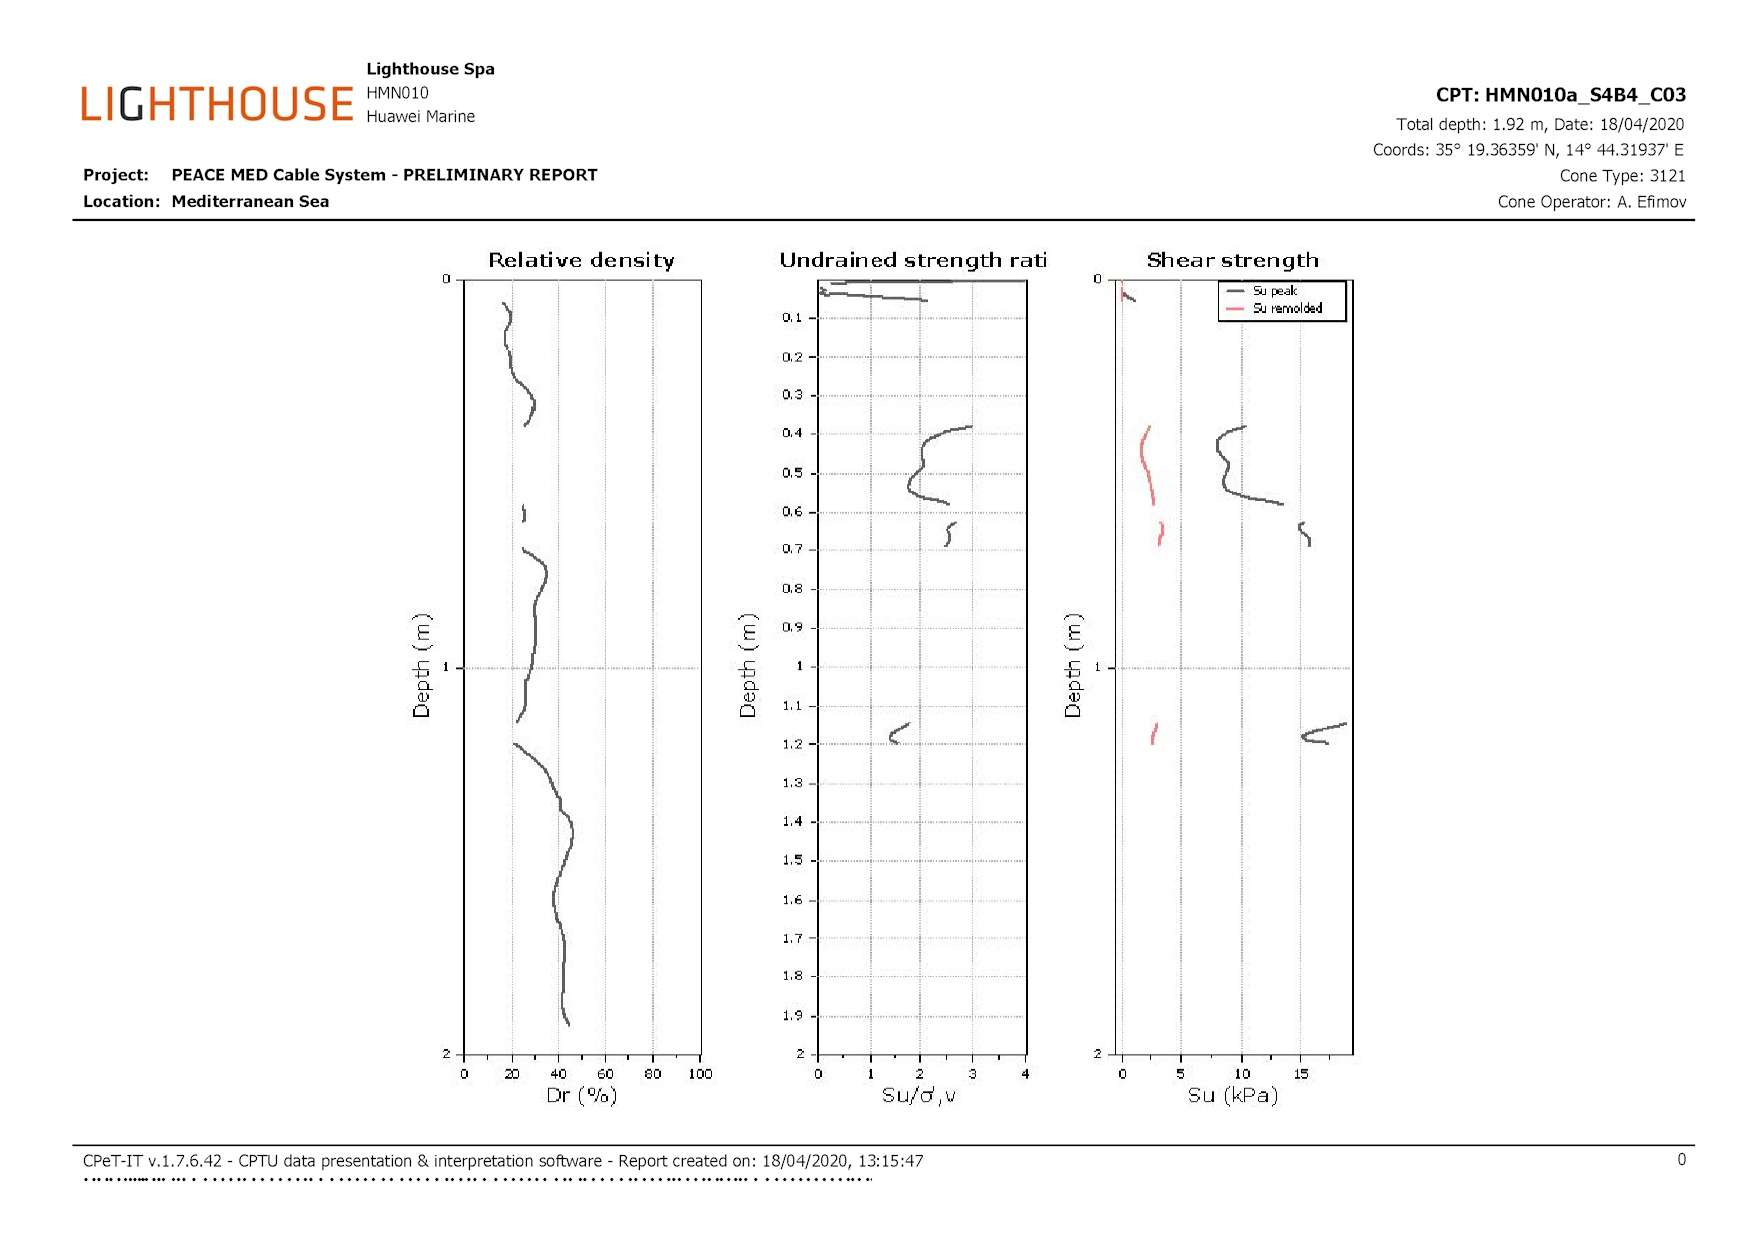 LIGHTHOUSE
Lighthouse Spa
HMN010
Huawei Marine
Project: PEACE MED Cable System - PRELIMINARY REPORT
Location: Mediterranean Sea
CPT: HMN010a_S4B4_C03
Total depth: 1.92 m, Date: 18/04/2020
Coords: 35° 19.36359' N, 14° 44.31937' E
Cone Type: 3121
Cone Operator: A. Efimov
Relative density
0
1
2
Depth (m)
0 20 40 60 80 100
Dr (%)
Undrained strength rati
0.1
0.2
0.3
0.4
0.5
0.6
0.7
0.8
0.9
1
1.1
1.2
1.3
1.4
1.5
1.6
1.7
1.8
1.9
2
Depth (m)
0 1 2 3 4
Su/σ',v
Shear strength
Su peak
Su remolded
0
1
2
Depth (m)
0 5 10 15
Su (kPa)
CPeT-IT v.1.7.6.42 - CPTU data presentation & interpretation software - Report created on: 18/04/2020, 13:15:47
0